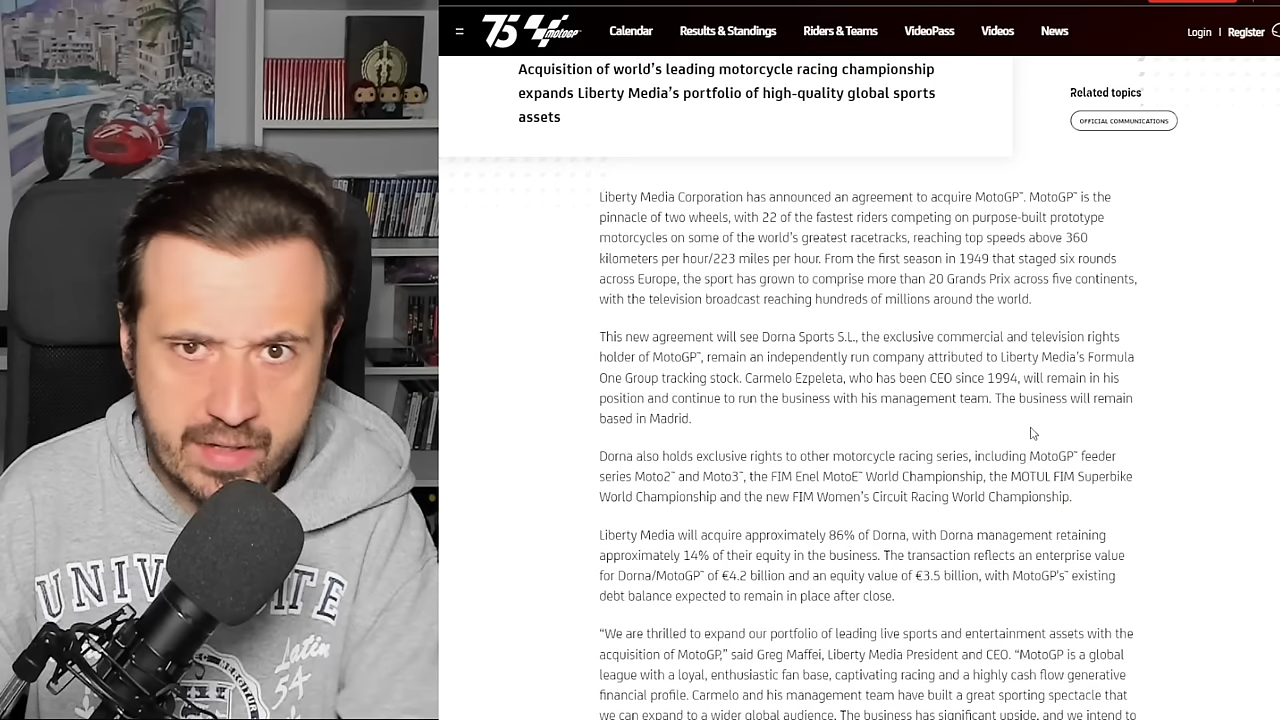 75 MotoGP™
Calendar
Results & Standings
Riders & Teams
VideoPass
Videos
News
Login | Register
Acquisition of world's leading motorcycle racing championship
expands Liberty Media's portfolio of high-quality global sports
assets
Related topics
OFFICIAL COMMUNICATIONS
Liberty Media Corporation has announced an agreement to acquire MotoGP™. MotoGP™ is the
pinnacle of two wheels, with 22 of the fastest riders competing on purpose-built prototype
motorcycles on some of the world's greatest racetracks, reaching top speeds above 360
kilometers per hour/223 miles per hour. From the first season in 1949 that staged six rounds
across Europe, the sport has grown to comprise more than 20 Grands Prix across five continents,
with the television broadcast reaching hundreds of millions around the world.
This new agreement will see Dorna Sports S.L., the exclusive commercial and television rights
holder of MotoGP™, remain an independently run company attributed to Liberty Media's Formula
One Group tracking stock. Carmelo Ezpeleta, who has been CEO since 1994, will remain in his
position and continue to run the business with his management team. The business will remain
based in Madrid.
Dorna also holds exclusive rights to other motorcycle racing series, including MotoGP™ feeder
series Moto2™ and Moto3™, the FIM Enel MotoE™ World Championship, the MOTUL FIM Superbike
World Championship and the new FIM Women's Circuit Racing World Championship.
Liberty Media will acquire approximately 86% of Dorna, with Dorna management retaining
approximately 14% of their equity in the business. The transaction reflects an enterprise value
for Dorna/MotoGP™ of €4.2 billion and an equity value of €3.5 billion, with MotoGP's™ existing
debt balance expected to remain in place after close.
"We are thrilled to expand our portfolio of leading live sports and entertainment assets with the
acquisition of MotoGP," said Greg Maffei, Liberty Media President and CEO. "MotoGP is a global
league with a loyal, enthusiastic fan base, captivating racing and a highly cash flow generative
financial profile. Carmelo and his management team have built a great sporting spectacle that
we can expand to a wider global audience. The business has significant upside, and we intend to
Latin
54